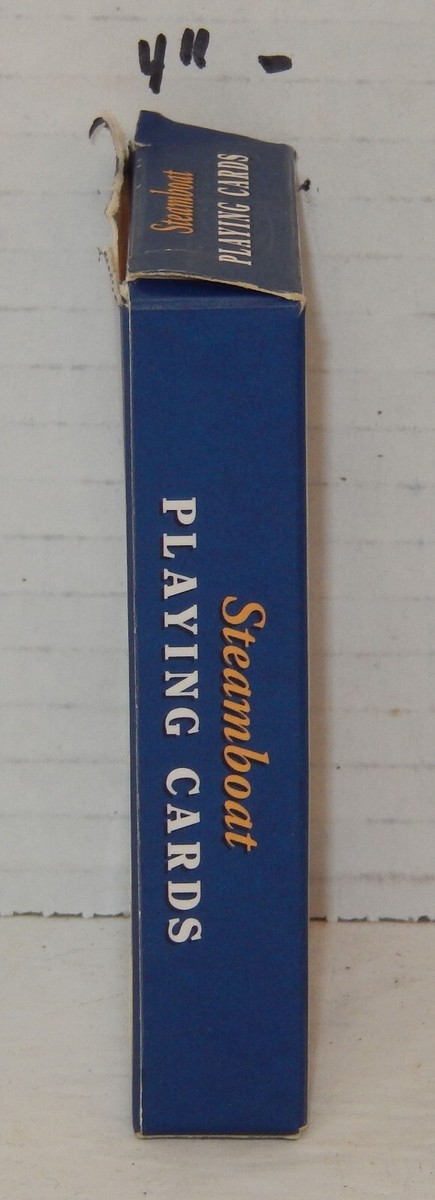 4" -
Steamboat
PLAYING CARDS
Steamboat
PLAYING CARDS